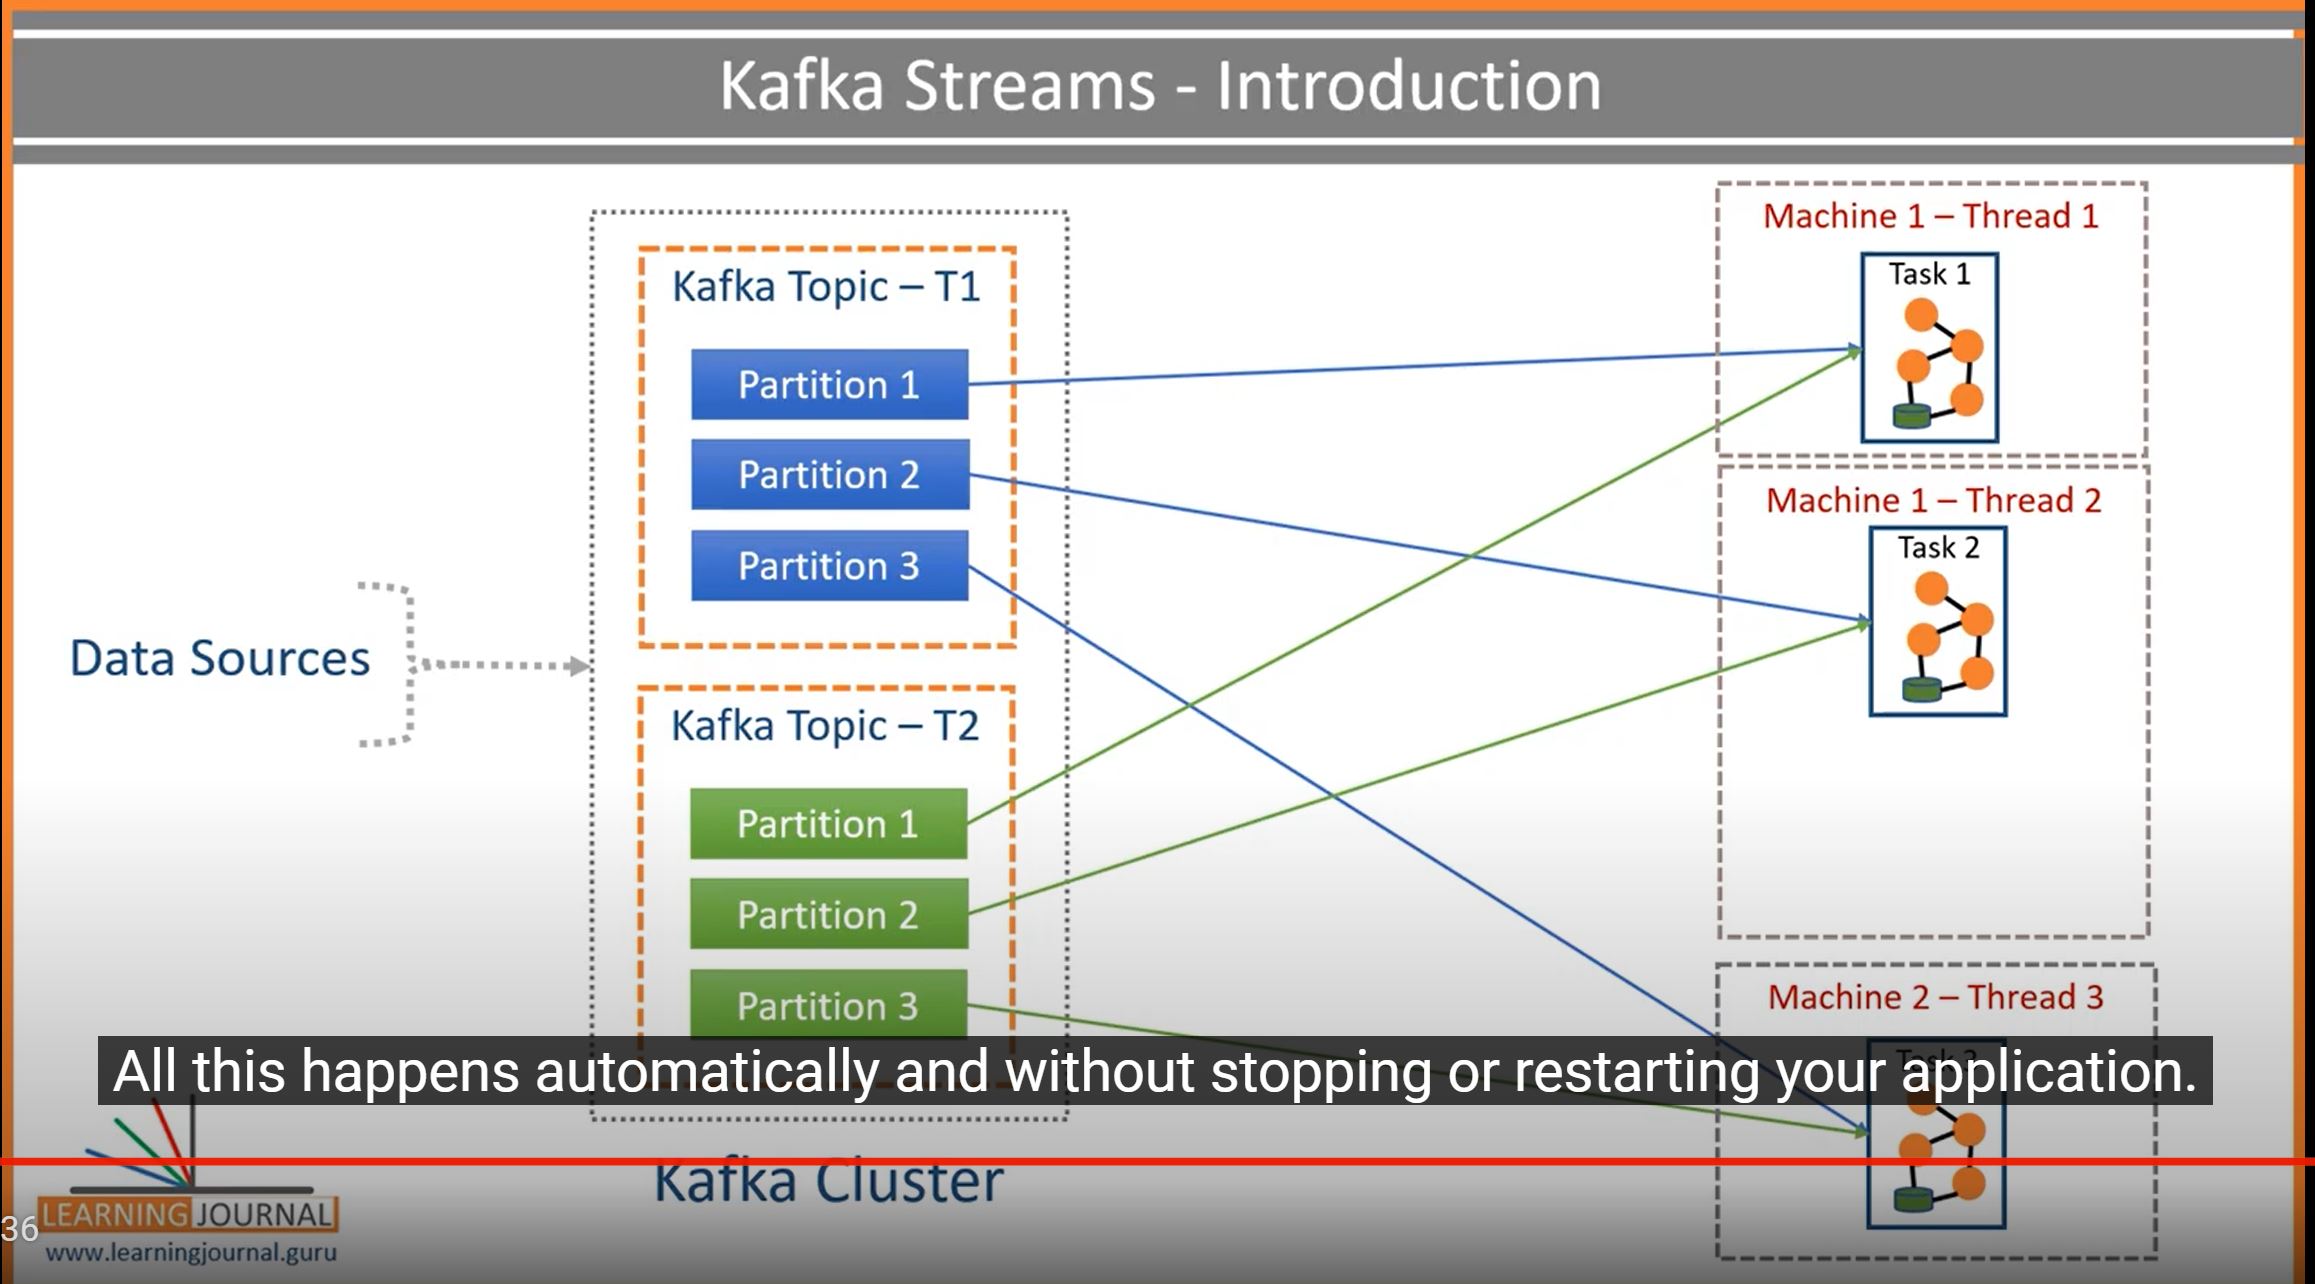 Kafka Streams - Introduction
Data Sources
Kafka Topic – T1
Partition 1
Partition 2
Partition 3
Kafka Topic – T2
Partition 1
Partition 2
Partition 3
Kafka Cluster
Machine 1 – Thread 1
Task 1
Machine 1 – Thread 2
Task 2
Machine 2 – Thread 3
Task 3
All this happens automatically and without stopping or restarting your application.
36
LEARNING JOURNAL
www.learningjournal.guru